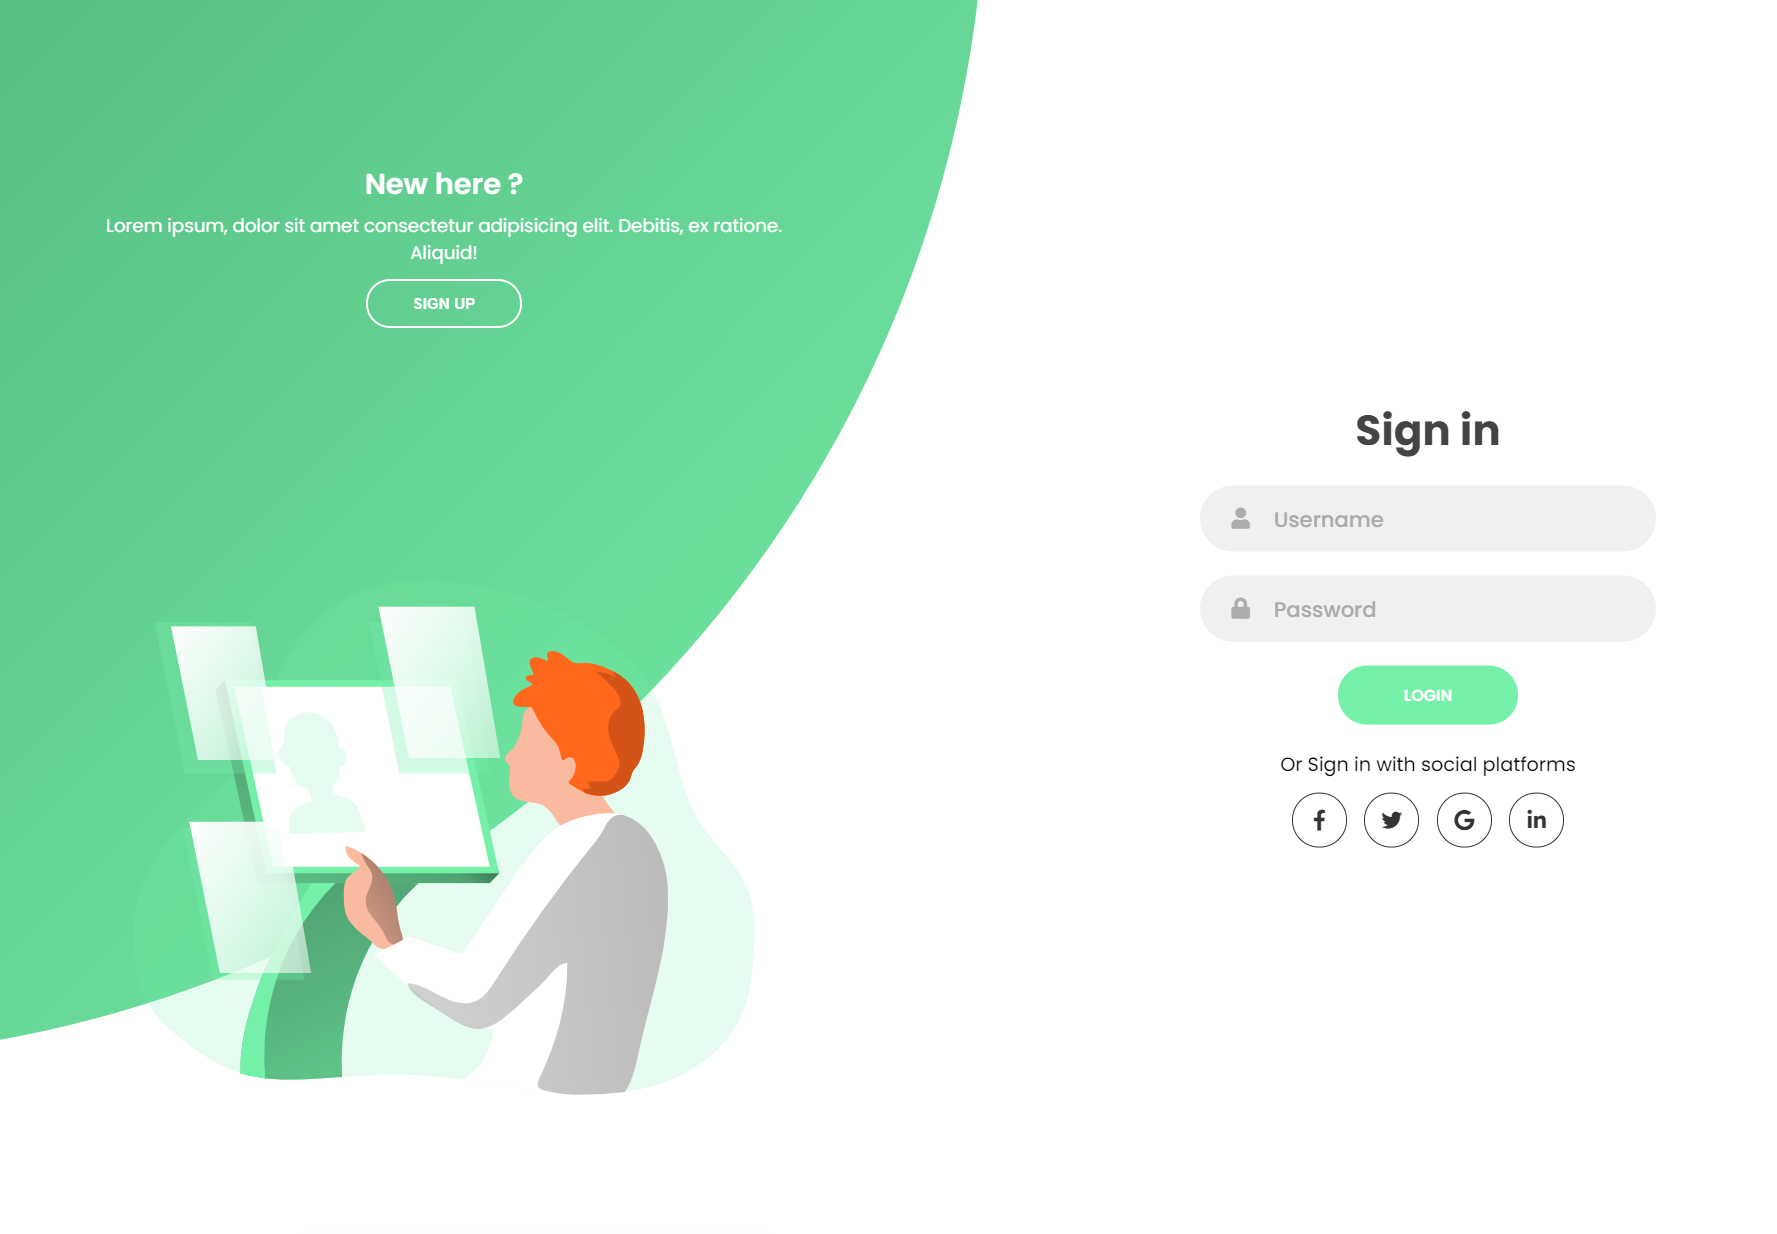 New here ?
Lorem ipsum, dolor sit amet consectetur adipisicing elit. Debitis, ex ratione.
Aliquid!
SIGN UP
Sign in
Username
Password
LOGIN
Or Sign in with social platforms